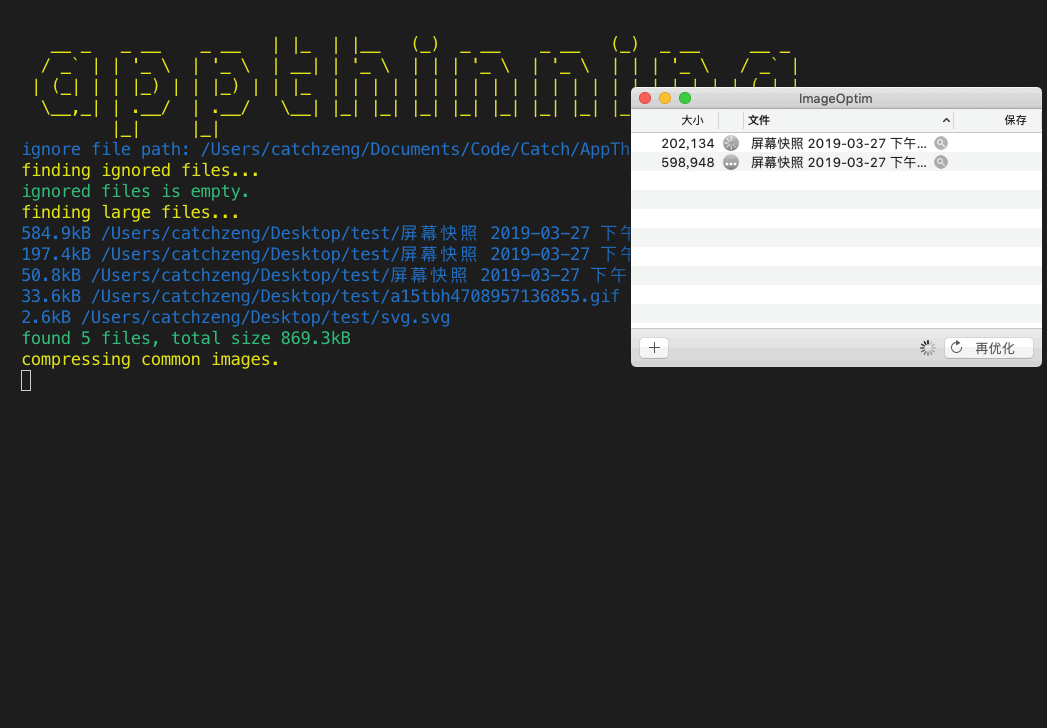 appthinning
ignore file path: /Users/catchzeng/Documents/Code/Catch/AppTh
finding ignored files...
ignored files is empty.
finding large files...
584.9kB /Users/catchzeng/Desktop/test/屏幕快照 2019-03-27 下午
197.4kB /Users/catchzeng/Desktop/test/屏幕快照 2019-03-27 下午
50.8kB /Users/catchzeng/Desktop/test/屏幕快照 2019-03-27 下午
33.6kB /Users/catchzeng/Desktop/test/a15tbh4708957136855.gif
2.6kB /Users/catchzeng/Desktop/test/svg.svg
found 5 files, total size 869.3kB
compressing common images.
ImageOptim
大小 文件 保存
202,134 屏幕快照 2019-03-27 下午...
598,948 屏幕快照 2019-03-27 下午...
再优化